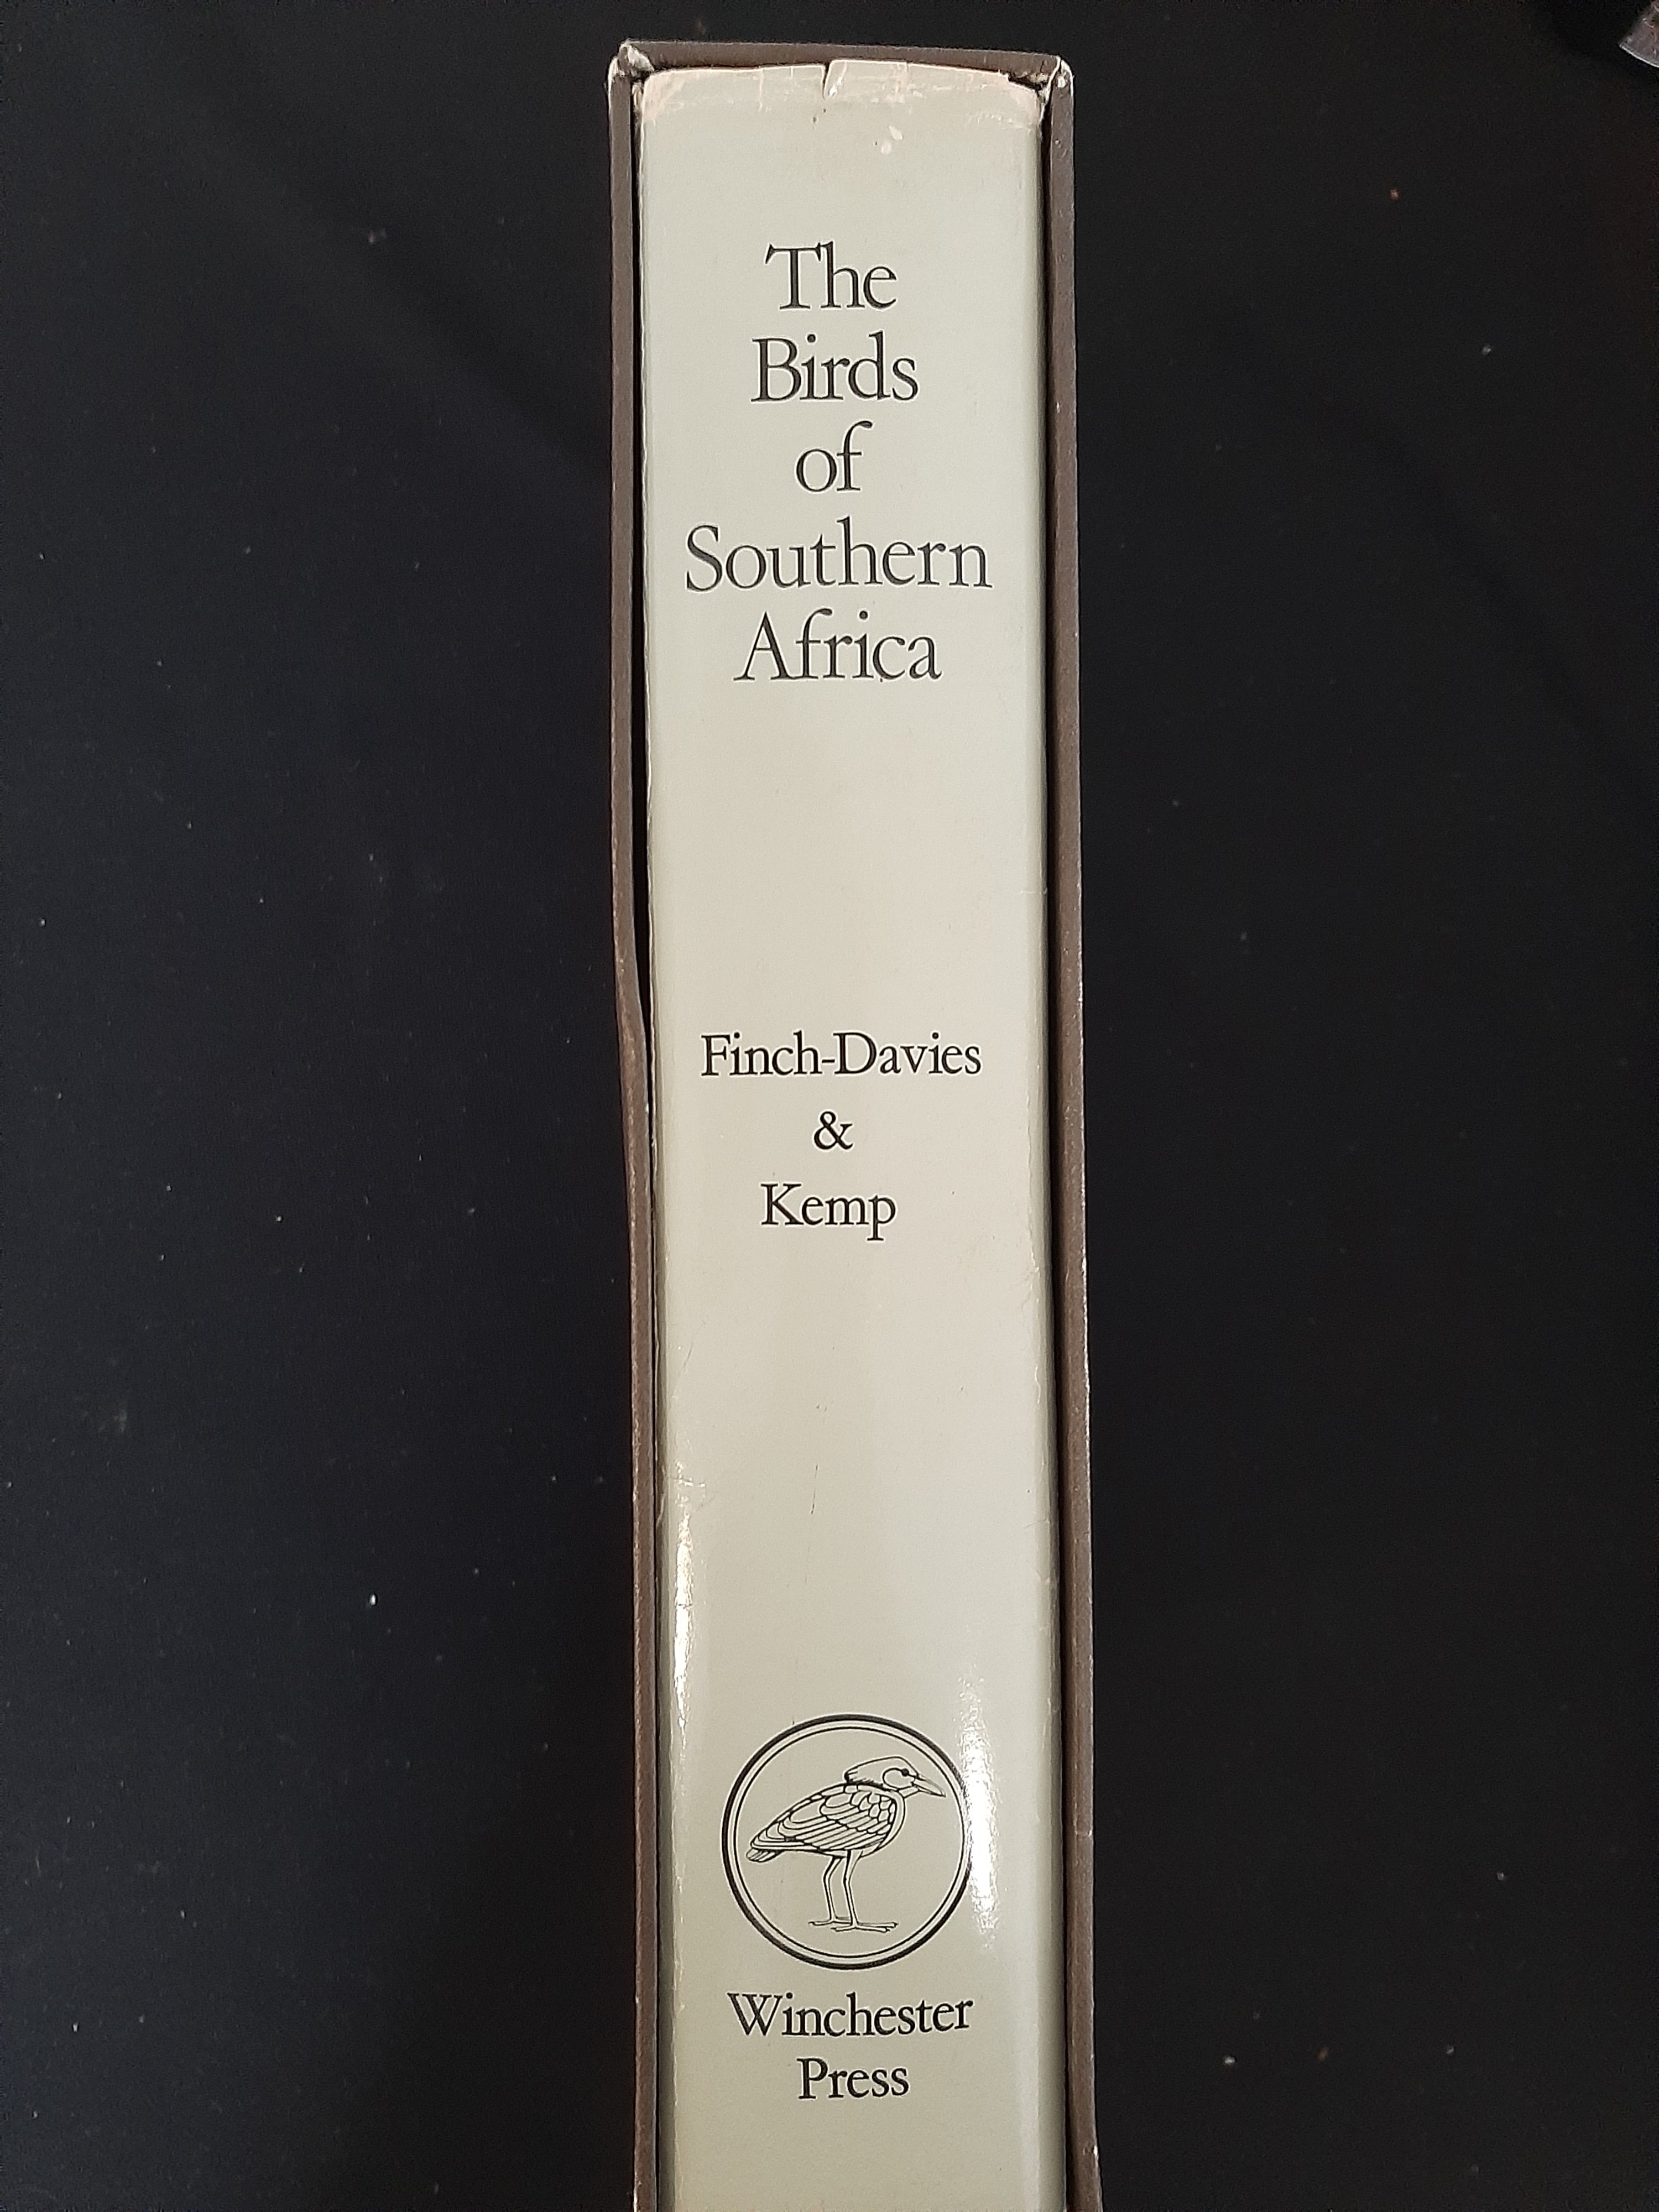 The
Birds
of
Southern
Africa
Finch-Davies
&
Kemp
Winchester
Press